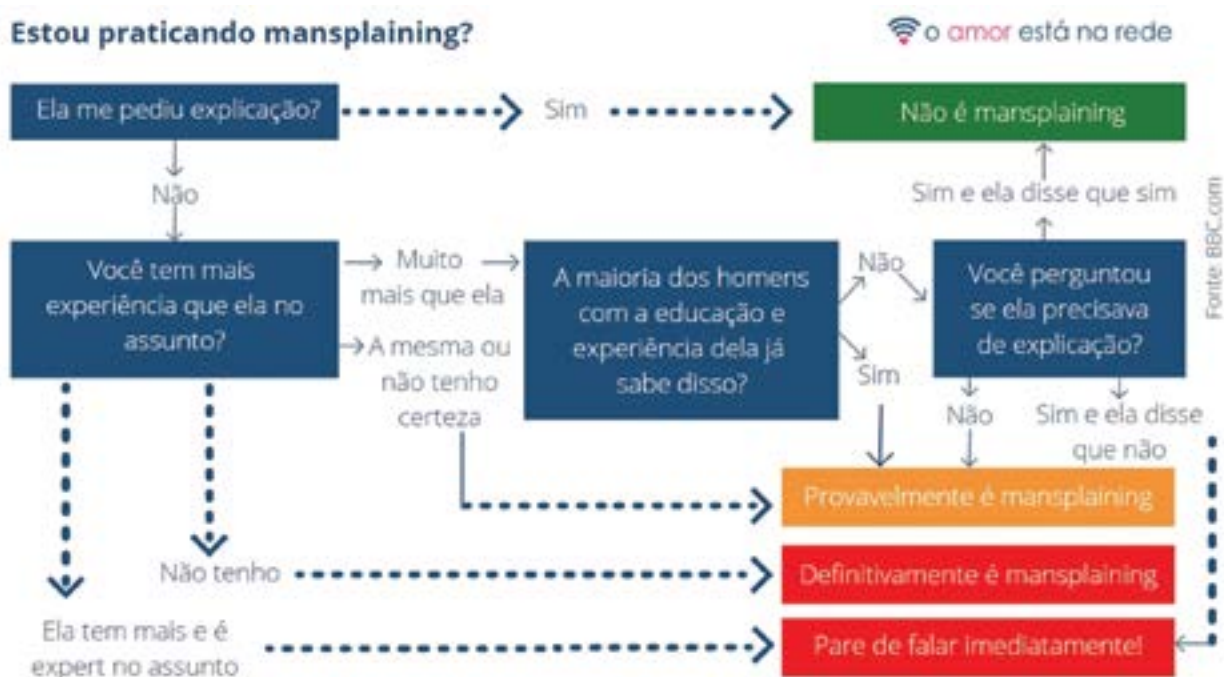 Estou praticando mansplaining?
o amor está na rede
Ela me pediu explicação?
Sim
Não é mansplaining
Não
Sim e ela disse que sim
Você tem mais
experiência que ela no
assunto?
Muito
mais que ela
A mesma ou
não tenho
certeza
A maioria dos homens
com a educação e
experiência dela já
sabe disso?
Não
Sim
Você perguntou
se ela precisava
de explicação?
Não
Sim e ela disse
que não
Fonte: BBC.com
Provavelmente é mansplaining
Não tenho
Definitivamente é mansplaining
Ela tem mais e é
expert no assunto
Pare de falar imediatamente!